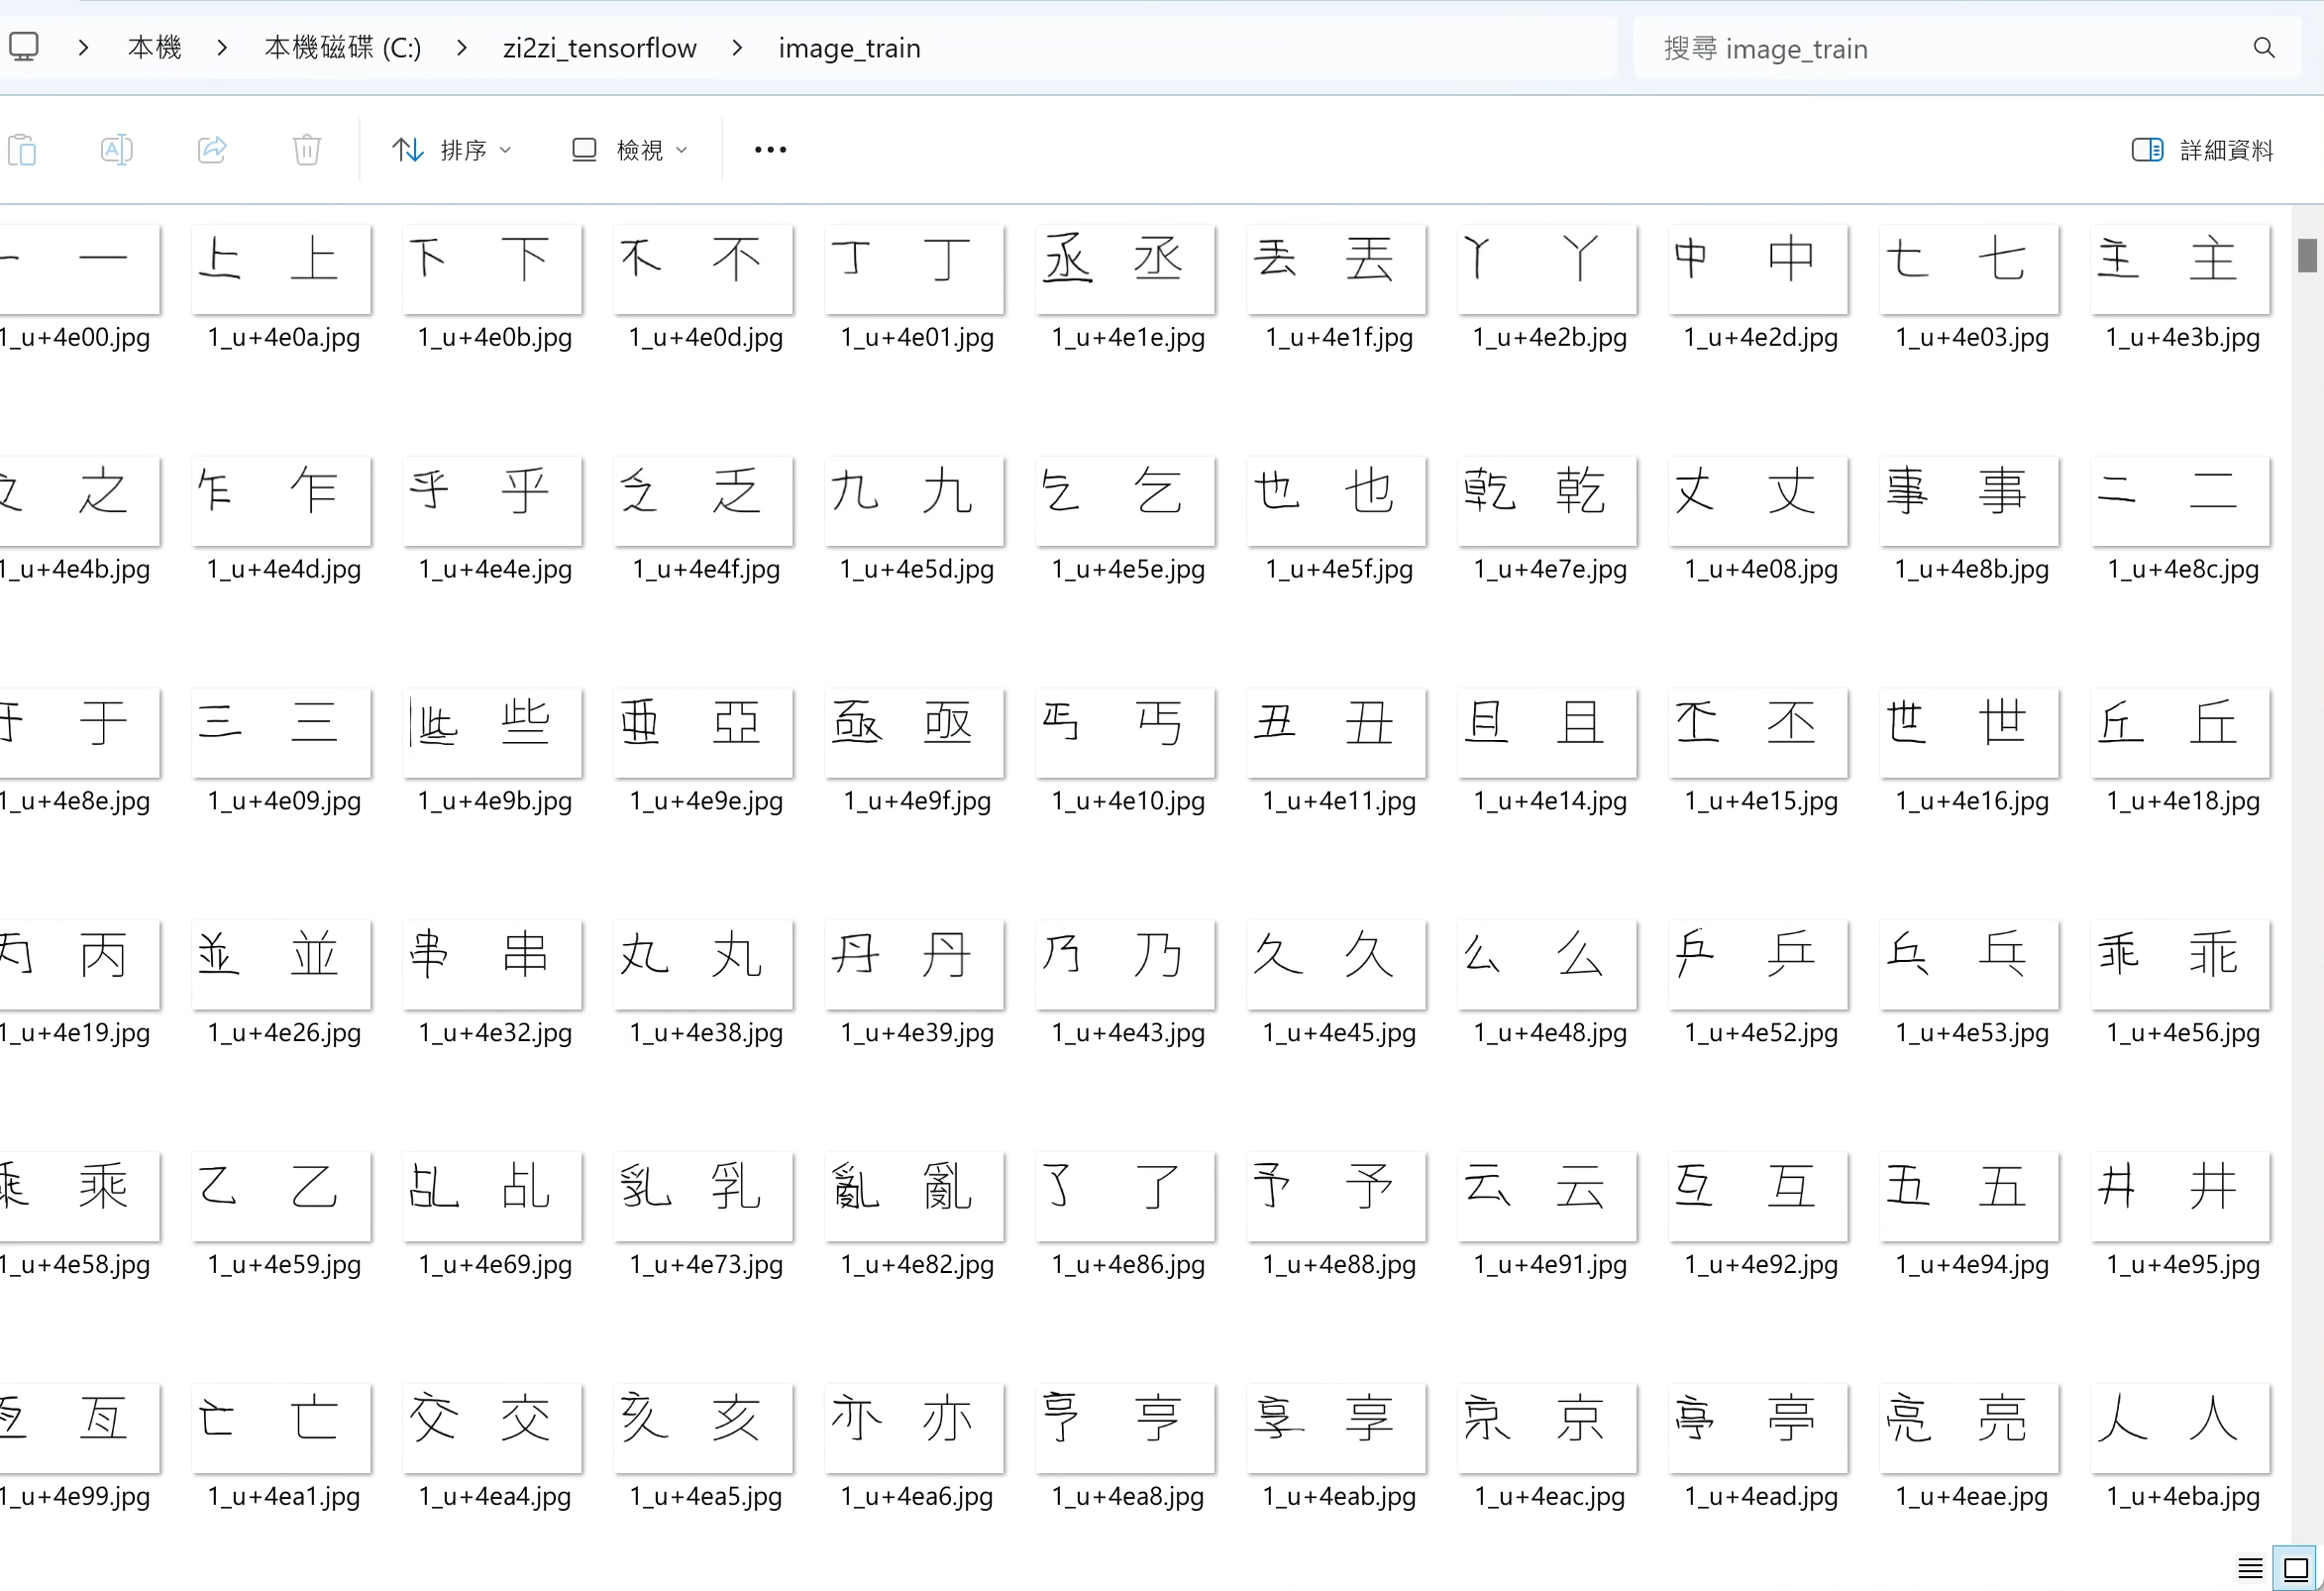 本機 > 本機磁碟 (C:) > zi2zi_tensorflow > image_train
搜尋 image_train
排序 檢視 ••• 詳細資料
一 一 上 上 下 下 不 不 丁 丁 丞 丞 丟 丟 丫 丫 中 中 七 七 主 主
1_u+4e00.jpg 1_u+4e0a.jpg 1_u+4e0b.jpg 1_u+4e0d.jpg 1_u+4e01.jpg 1_u+4e1e.jpg 1_u+4e1f.jpg 1_u+4e2b.jpg 1_u+4e2d.jpg 1_u+4e03.jpg 1_u+4e3b.jpg
之 之 乍 乍 乎 乎 乏 乏 九 九 乞 乞 也 也 乾 乾 丈 丈 事 事 二 二
1_u+4e4b.jpg 1_u+4e4d.jpg 1_u+4e4e.jpg 1_u+4e4f.jpg 1_u+4e5d.jpg 1_u+4e5e.jpg 1_u+4e5f.jpg 1_u+4e7e.jpg 1_u+4e08.jpg 1_u+4e8b.jpg 1_u+4e8c.jpg
于 于 三 三 些 些 亞 亞 亟 亟 丐 丐 丑 丑 且 且 丕 丕 世 世 丘 丘
1_u+4e8e.jpg 1_u+4e09.jpg 1_u+4e9b.jpg 1_u+4e9e.jpg 1_u+4e9f.jpg 1_u+4e10.jpg 1_u+4e11.jpg 1_u+4e14.jpg 1_u+4e15.jpg 1_u+4e16.jpg 1_u+4e18.jpg
丙 丙 並 並 串 串 丸 丸 丹 丹 乃 乃 久 久 么 么 乒 乒 乓 乓 乖 乖
1_u+4e19.jpg 1_u+4e26.jpg 1_u+4e32.jpg 1_u+4e38.jpg 1_u+4e39.jpg 1_u+4e43.jpg 1_u+4e45.jpg 1_u+4e48.jpg 1_u+4e52.jpg 1_u+4e53.jpg 1_u+4e56.jpg
乘 乘 乙 乙 乩 乩 乳 乳 亂 亂 了 了 予 予 云 云 互 互 五 五 井 井
1_u+4e58.jpg 1_u+4e59.jpg 1_u+4e69.jpg 1_u+4e73.jpg 1_u+4e82.jpg 1_u+4e86.jpg 1_u+4e88.jpg 1_u+4e91.jpg 1_u+4e92.jpg 1_u+4e94.jpg 1_u+4e95.jpg
亙 亙 亡 亡 交 交 亥 亥 亦 亦 亨 亨 享 享 京 京 亭 亭 亮 亮 人 人
1_u+4e99.jpg 1_u+4ea1.jpg 1_u+4ea4.jpg 1_u+4ea5.jpg 1_u+4ea6.jpg 1_u+4ea8.jpg 1_u+4eab.jpg 1_u+4eac.jpg 1_u+4ead.jpg 1_u+4eae.jpg 1_u+4eba.jpg